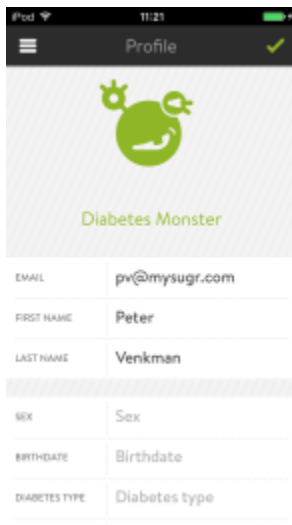 iPod 11:21
Profile
Diabetes Monster
EMAIL pv@mysugr.com
FIRST NAME Peter
LAST NAME Venkman
SEX Sex
BIRTHDATE Birthdate
DIABETES TYPE Diabetes type